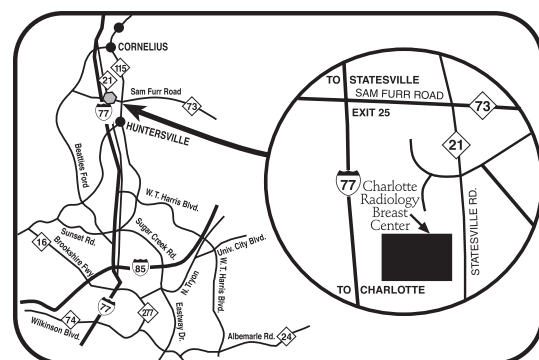 CORNELIUS
115
21
Sam Furr Road
73
77
HUNTERSVILLE
Beatties Ford
W.T. Harris Blvd.
Sugar Creek Rd.
Sunset Rd.
16
Brookshire Fwy.
Univ. City Blvd.
85
N. Tryon
W.T. Harris Blvd.
77
277
Eastway Dr.
74
Wilkinson Blvd.
Albemarle Rd.
24
TO STATESVILLE
SAM FURR ROAD
73
EXIT 25
21
77
Charlotte
Radiology
Breast
Center
STATESVILLE RD.
TO CHARLOTTE